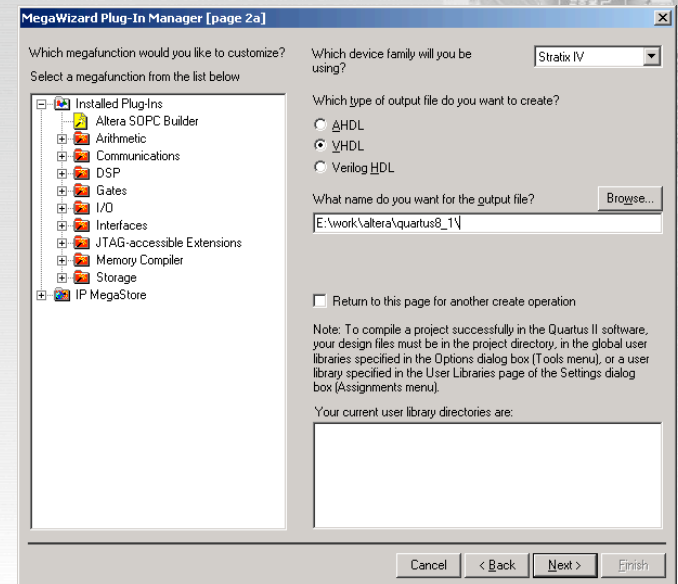 MegaWizard Plug-In Manager [page 2a]
Which megafunction would you like to customize?
Select a megafunction from the list below
Installed Plug-Ins
Altera SOPC Builder
Arithmetic
Communications
DSP
Gates
I/O
Interfaces
JTAG-accessible Extensions
Memory Compiler
Storage
IP MegaStore
Which device family will you be
using?
Stratix IV
Which type of output file do you want to create?
AHDL
VHDL
Verilog HDL
What name do you want for the output file?
Browse...
E:\work\altera\quartus8_1\
Return to this page for another create operation
Note: To compile a project successfully in the Quartus II software,
your design files must be in the project directory, in the global user
libraries specified in the Options dialog box (Tools menu), or a user
library specified in the User Libraries page of the Settings dialog
box (Assignments menu).
Your current user library directories are:
Cancel
< Back
Next >
Finish